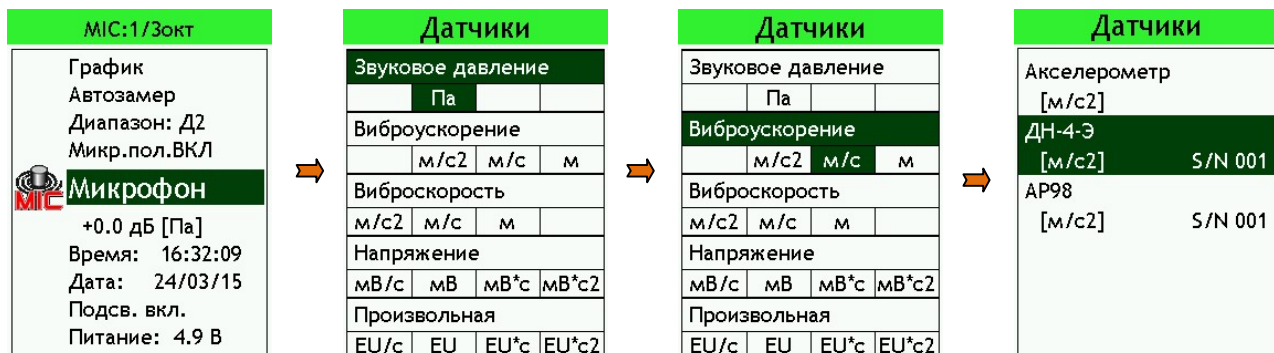 MIC:1/3окт
График
Автозамер
Диапазон: Д2
Микр.пол.ВКЛ
MIC
Микрофон
+0.0 дБ [Па]
Время: 16:32:09
Дата: 24/03/15
Подсв. вкл.
Питание: 4.9 В
Датчики
Звуковое давление
Па
Виброускорение
м/с2 м/с м
Виброскорость
м/с2 м/с м
Напряжение
мВ/с мВ мВ*с мВ*с2
Произвольная
EU/с EU EU*с EU*с2
Датчики
Звуковое давление
Па
Виброускорение
м/с2 м/с м
Виброскорость
м/с2 м/с м
Напряжение
мВ/с мВ мВ*с мВ*с2
Произвольная
EU/с EU EU*с EU*с2
Датчики
Акселерометр
[м/с2]
ДН-4-Э
[м/с2] S/N 001
АР98
[м/с2] S/N 001